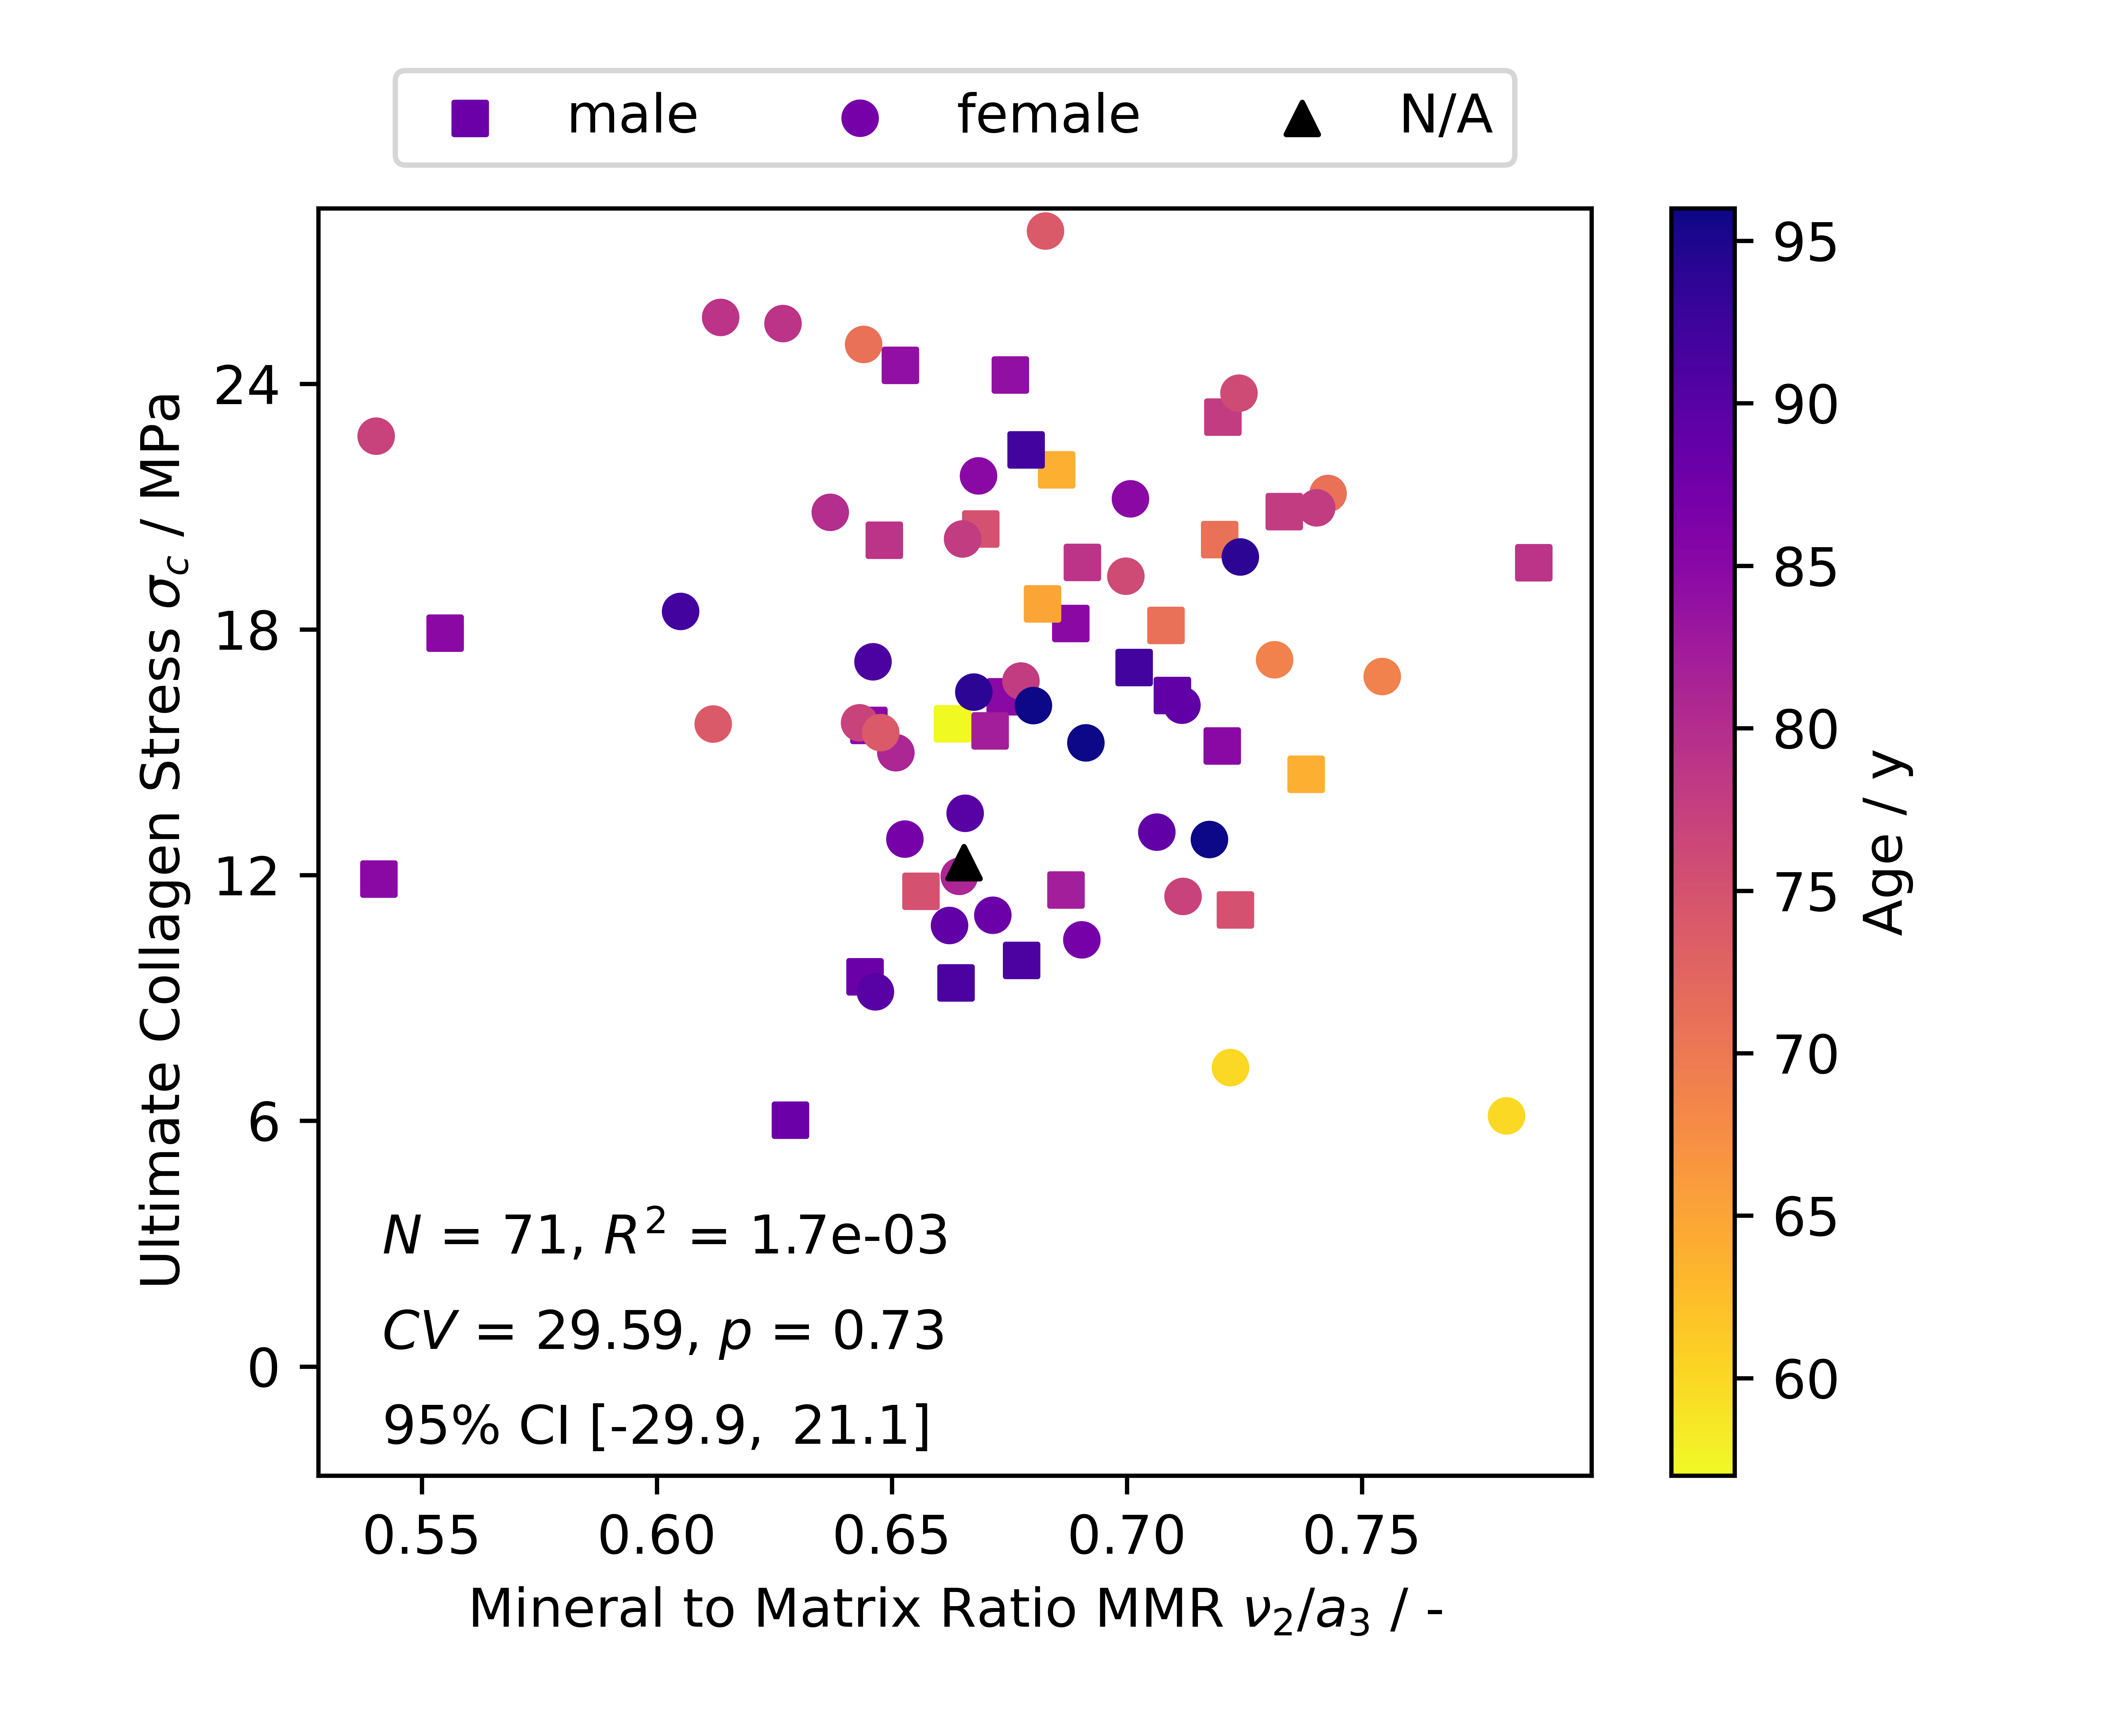 male female N/A
Ultimate Collagen Stress σc / MPa
24
18
12
6
0
N = 71, R² = 1.7e-03
CV = 29.59, p = 0.73
95% CI [-29.9, 21.1]
0.55 0.60 0.65 0.70 0.75
Mineral to Matrix Ratio MMR ν₂/a₃ / -
95
90
85
80
75
70
65
60
Age / y